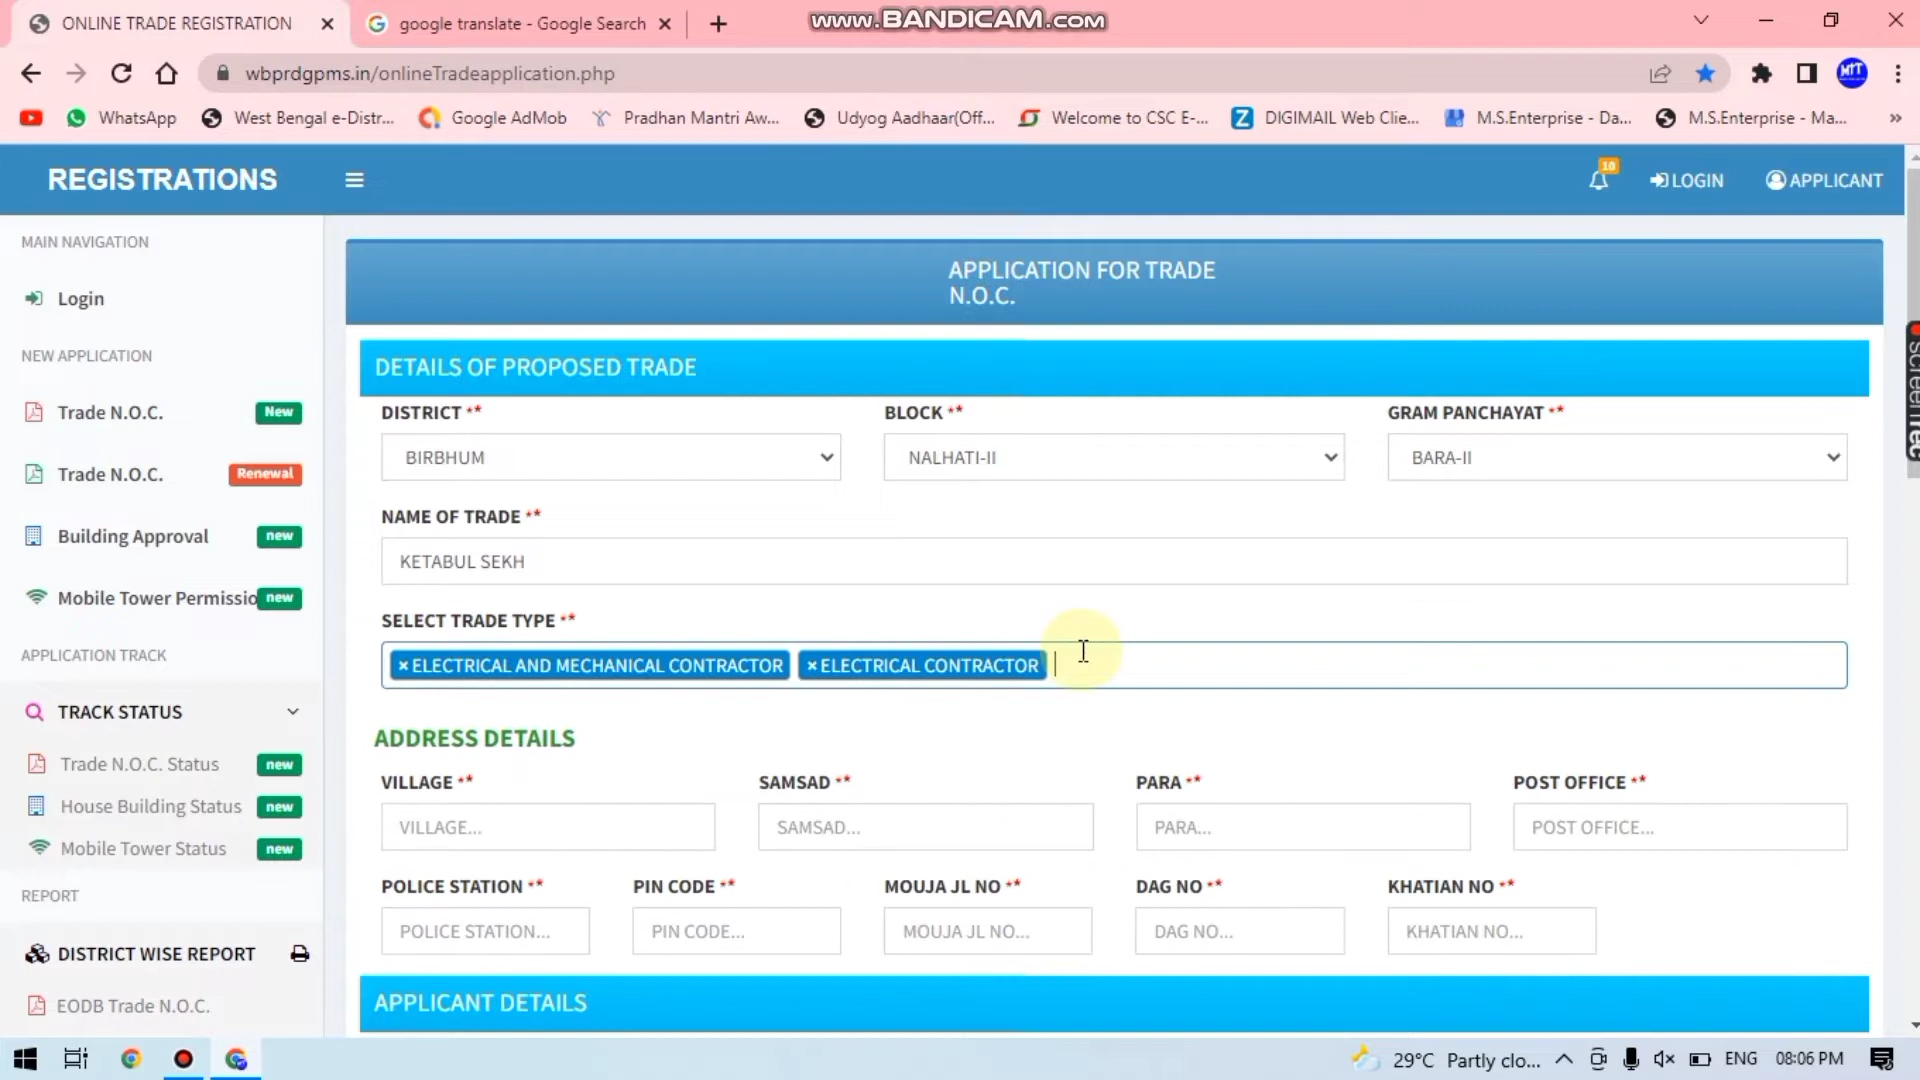 ONLINE TRADE REGISTRATION
google translate - Google Search
www.BANDICAM.com
wbprdgpms.in/onlineTradeapplication.php
MIT
WhatsApp
West Bengal e-Distr...
Google AdMob
Pradhan Mantri Aw...
Udyog Aadhaar(Off...
Welcome to CSC E-...
DIGIMAIL Web Clie...
M.S.Enterprise - Da...
M.S.Enterprise - Ma...
REGISTRATIONS
10
LOGIN
APPLICANT
MAIN NAVIGATION
Login
NEW APPLICATION
Trade N.O.C. New
Trade N.O.C. Renewal
Building Approval new
Mobile Tower Permissio new
APPLICATION TRACK
TRACK STATUS
Trade N.O.C. Status new
House Building Status new
Mobile Tower Status new
REPORT
DISTRICT WISE REPORT
EODB Trade N.O.C.
APPLICATION FOR TRADE
N.O.C.
DETAILS OF PROPOSED TRADE
DISTRICT ** BLOCK ** GRAM PANCHAYAT **
BIRBHUM NALHATI-II BARA-II
NAME OF TRADE **
KETABUL SEKH
SELECT TRADE TYPE **
×ELECTRICAL AND MECHANICAL CONTRACTOR ×ELECTRICAL CONTRACTOR
ADDRESS DETAILS
VILLAGE ** SAMSAD ** PARA ** POST OFFICE **
VILLAGE... SAMSAD... PARA... POST OFFICE...
POLICE STATION ** PIN CODE ** MOUJA JL NO ** DAG NO ** KHATIAN NO **
POLICE STATION... PIN CODE... MOUJA JL NO... DAG NO... KHATIAN NO...
APPLICANT DETAILS
screenrec
29°C Partly clo... ENG 08:06 PM